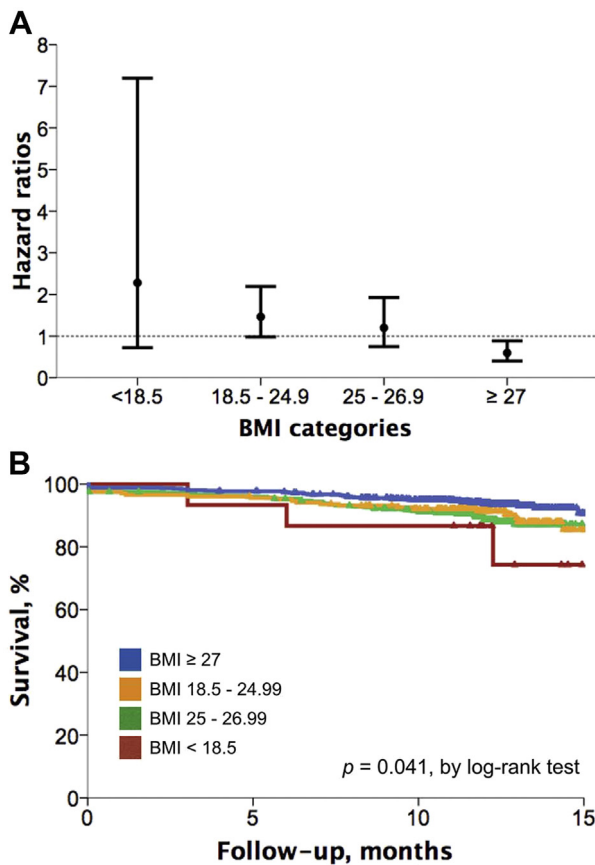 A
8
7
6
5
4
3
2
1
0
Hazard ratios
<18.5
18.5 - 24.9
25 - 26.9
≥ 27
BMI categories
B
100
80
60
40
20
0
Survival, %
BMI ≥ 27
BMI 18.5 - 24.99
BMI 25 - 26.99
BMI < 18.5
p = 0.041, by log-rank test
0
5
10
15
Follow-up, months